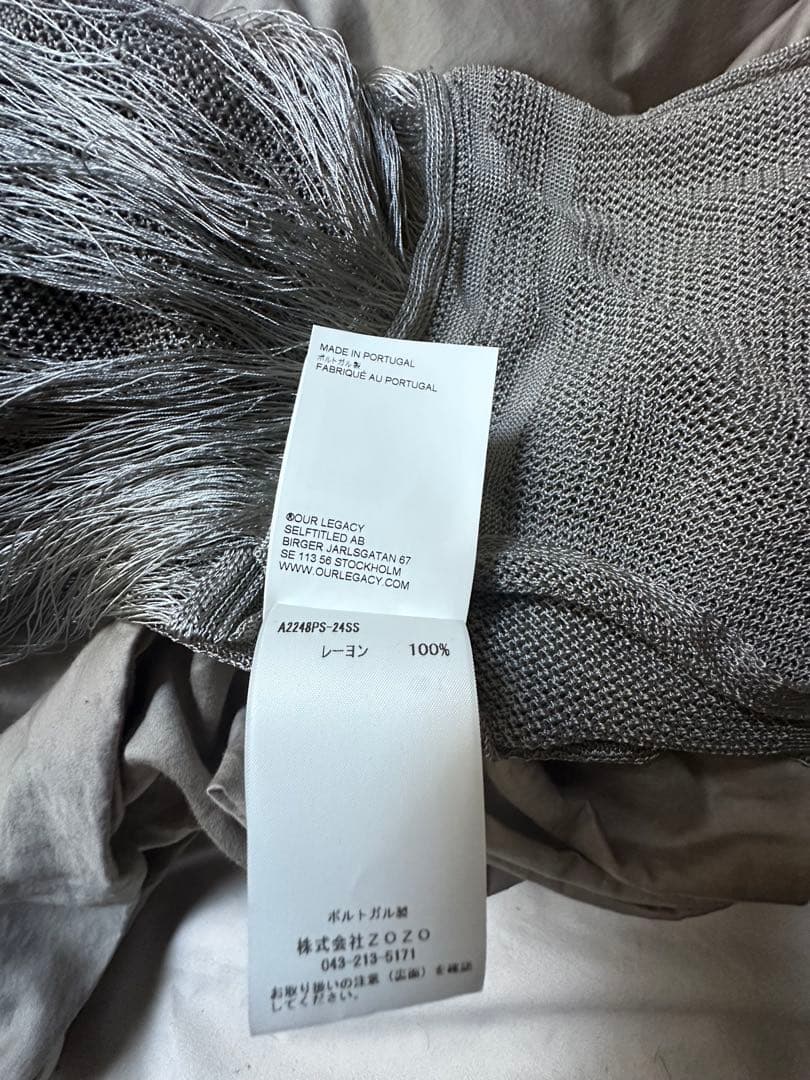 MADE IN PORTUGAL
ポルトガル製
FABRIQUÉ AU PORTUGAL
®OUR LEGACY
SELFTITLED AB
BIRGER JARLSGATAN 67
SE 113 56 STOCKHOLM
WWW.OURLEGACY.COM
A2248PS-24SS
レーヨン 100%
ポルトガル製
株式会社ZOZO
043-213-5171
お取り扱いの注意(裏面)を確認
してください。